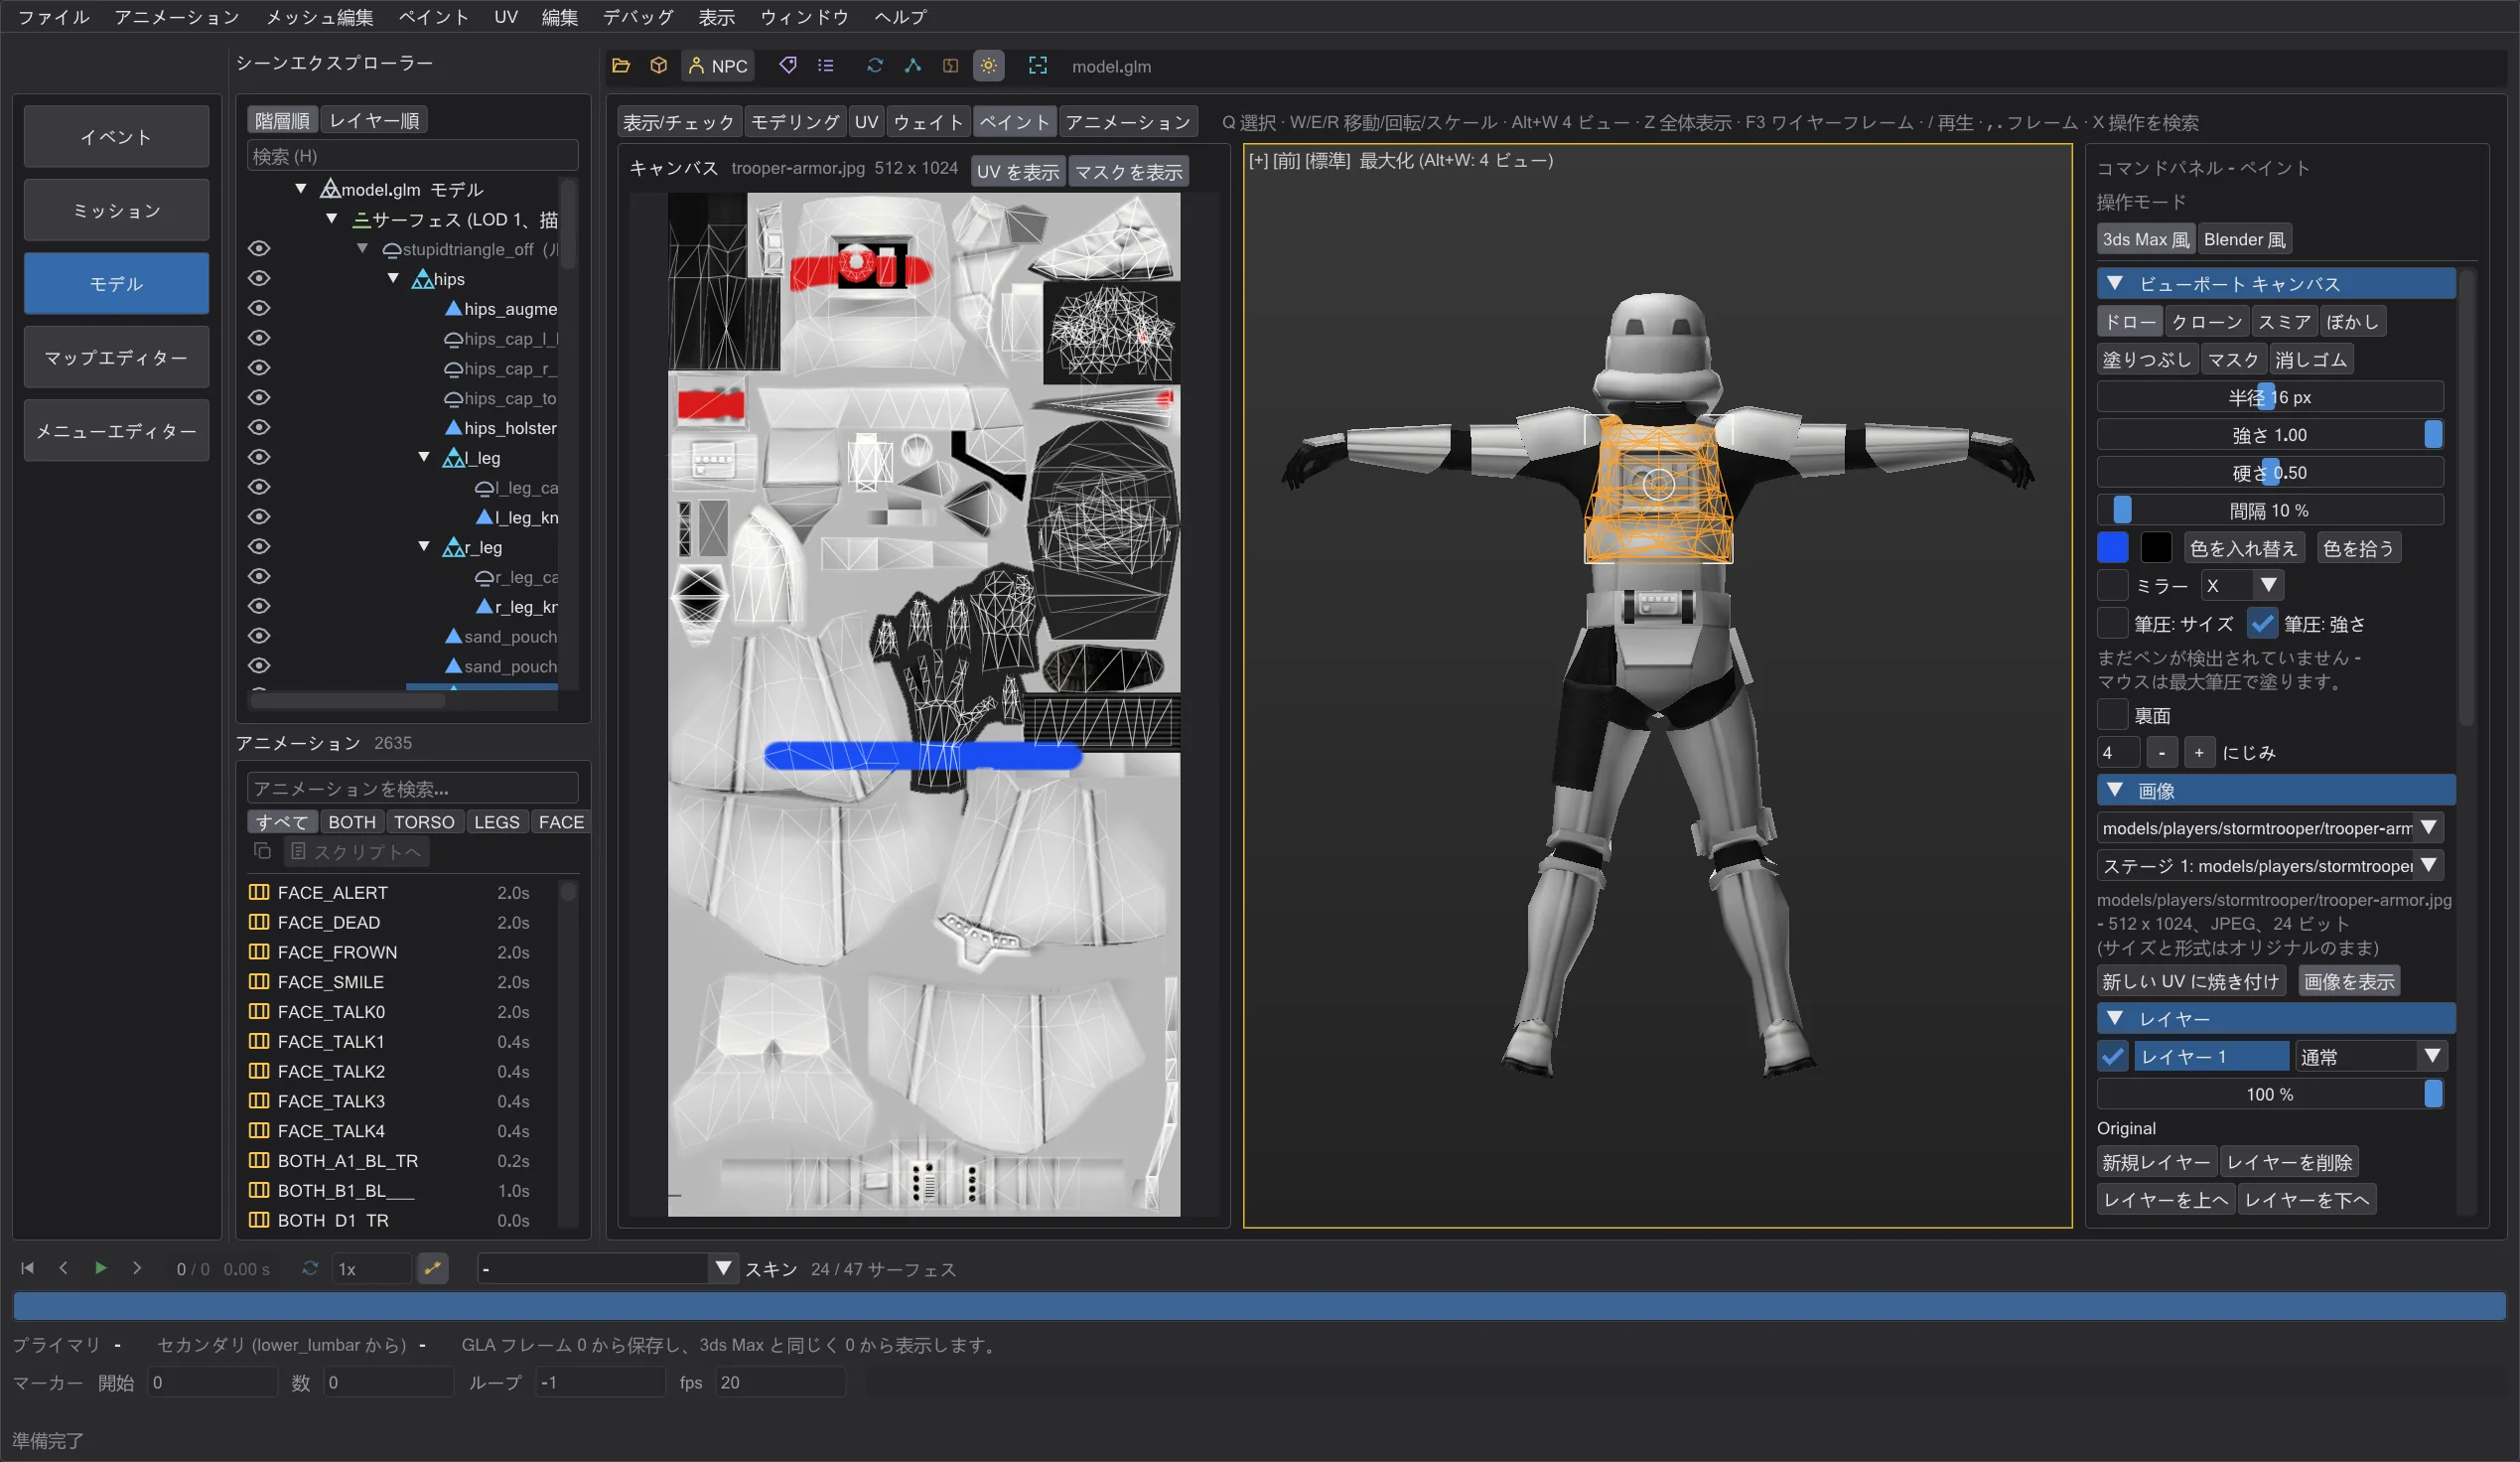 ファイル アニメーション メッシュ編集 ペイント UV 編集 デバッグ 表示 ウィンドウ ヘルプ
イベント
ミッション
モデル
マップエディター
メニューエディター
シーンエクスプローラー
階層順 レイヤー順
検索 (H)
model.glm モデル
サーフェス (LOD 1、描
stupidtriangle_off
hips
hips_augme
hips_cap_l_
hips_cap_r_
hips_cap_to
hips_holster
l_leg
l_leg_ca
l_leg_kn
r_leg
r_leg_ca
r_leg_kn
sand_pouch
sand_pouch
アニメーション 2635
アニメーションを検索...
すべて BOTH TORSO LEGS FACE
スクリプトへ
FACE_ALERT 2.0s
FACE_DEAD 2.0s
FACE_FROWN 2.0s
FACE_SMILE 2.0s
FACE_TALK0 2.0s
FACE_TALK1 0.4s
FACE_TALK2 0.4s
FACE_TALK3 0.4s
FACE_TALK4 0.4s
BOTH_A1_BL_TR 0.2s
BOTH_B1_BL___ 1.0s
BOTH_D1_TR 0.0s
NPC model.glm
表示/チェック モデリング UV ウェイト ペイント アニメーション Q 選択 · W/E/R 移動/回転/スケール · Alt+W 4 ビュー · Z 全体表示 · F3 ワイヤーフレーム · / 再生 · , . フレーム · X 操作を検索
キャンバス trooper-armor.jpg 512 x 1024 UV を表示 マスクを表示
[+] [前] [標準] 最大化 (Alt+W: 4 ビュー)
コマンドパネル - ペイント
操作モード
3ds Max 風 Blender 風
ビューポート キャンバス
ドロー クローン スミア ぼかし
塗りつぶし マスク 消しゴム
半径 16 px
強さ 1.00
硬さ 0.50
間隔 10 %
色を入れ替え 色を拾う
ミラー X
筆圧: サイズ 筆圧: 強さ
まだペンが検出されていません -
マウスは最大筆圧で塗ります。
裏面
4 - + にじみ
画像
models/players/stormtrooper/trooper-arm
ステージ 1: models/players/stormtrooper
models/players/stormtrooper/trooper-armor.jpg
- 512 x 1024、JPEG、24 ビット
(サイズと形式はオリジナルのまま)
新しい UV に焼き付け 画像を表示
レイヤー
レイヤー 1 通常
100 %
Original
新規レイヤー レイヤーを削除
レイヤーを上へ レイヤーを下へ
0 / 0 0.00 s 1x - スキン 24 / 47 サーフェス
プライマリ - セカンダリ (lower_lumbar から) - GLA フレーム 0 から保存し、3ds Max と同じく 0 から表示します。
マーカー 開始 0 数 0 ループ -1 fps 20
準備完了